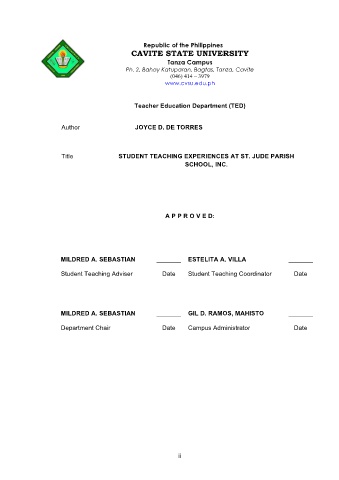 Republic of the Philippines
CAVITE STATE UNIVERSITY
Tanza Campus
Pn. 2, Bahay Katuparan, Bagtas, Tanza, Cavite
(046) 414 – 3979
www.cvsu.edu.ph
Teacher Education Department (TED)
Author JOYCE D. DE TORRES
Title STUDENT TEACHING EXPERIENCES AT ST. JUDE PARISH
SCHOOL, INC.
A P P R O V E D:
MILDRED A. SEBASTIAN _______ ESTELITA A. VILLA _______
Student Teaching Adviser Date Student Teaching Coordinator Date
MILDRED A. SEBASTIAN _______ GIL D. RAMOS, MAHISTO _______
Department Chair Date Campus Administrator Date
ii